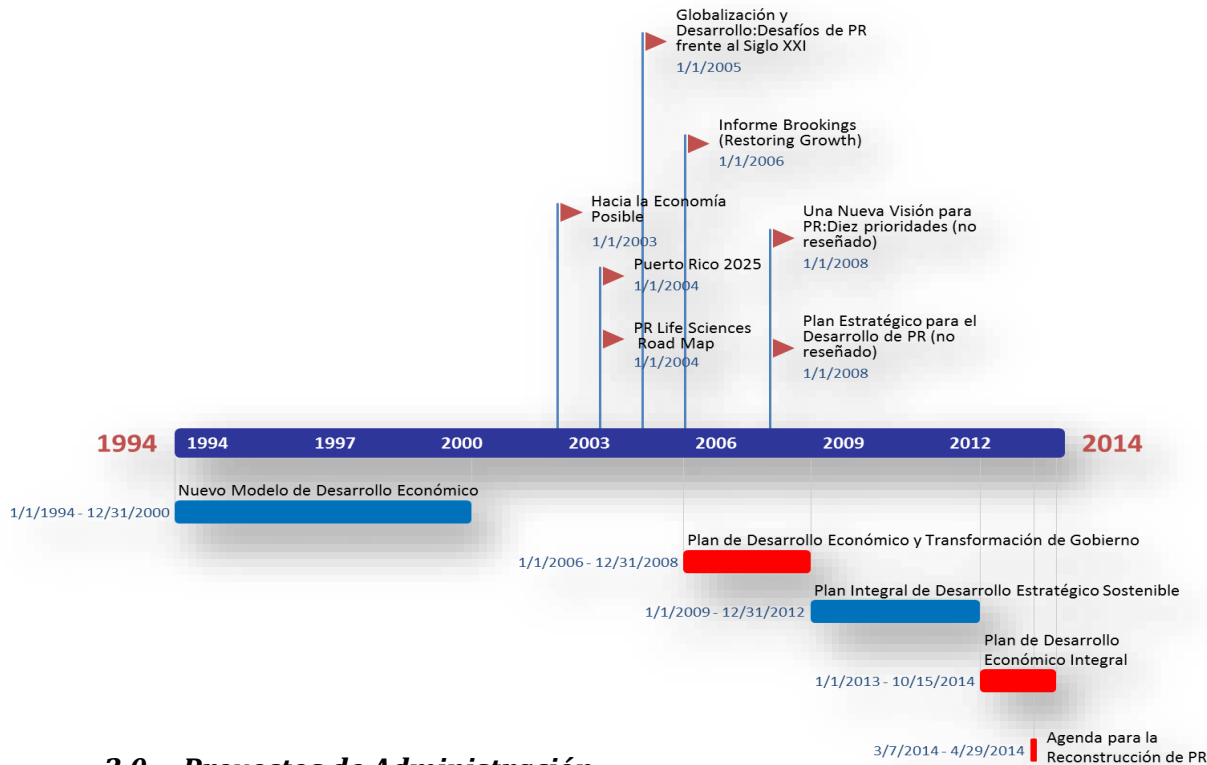 Globalización y
Desarrollo:Desafíos de PR
frente al Siglo XXI
1/1/2005
Informe Brookings
(Restoring Growth)
1/1/2006
Hacia la Economía
Posible
1/1/2003
Una Nueva Visión para
PR:Diez prioridades (no
reseñado)
1/1/2008
Puerto Rico 2025
1/1/2004
PR Life Sciences
Road Map
1/1/2004
Plan Estratégico para el
Desarrollo de PR (no
reseñado)
1/1/2008
1994 1994 1997 2000 2003 2006 2009 2012 2014
Nuevo Modelo de Desarrollo Económico
1/1/1994 - 12/31/2000
Plan de Desarrollo Económico y Transformación de Gobierno
1/1/2006 - 12/31/2008
Plan Integral de Desarrollo Estratégico Sostenible
1/1/2009 - 12/31/2012
Plan de Desarrollo
Económico Integral
1/1/2013 - 10/15/2014
3/7/2014 - 4/29/2014
Agenda para la
Reconstrucción de PR